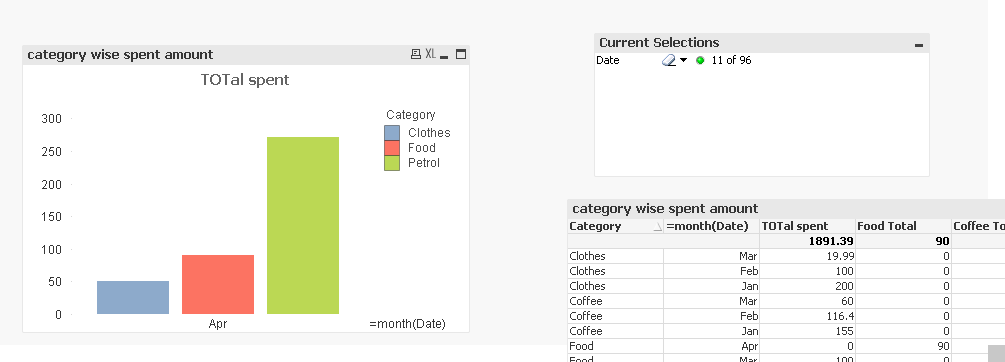 category wise spent amount XL
TOTal spent
Category
Clothes
Food
Petrol
300
250
200
150
100
50
0
Apr
=month(Date)
Current Selections
Date 11 of 96
category wise spent amount
Category =month(Date) TOTal spent Food Total Coffee To
1891.39 90
Clothes Mar 19.99 0
Clothes Feb 100 0
Clothes Jan 200 0
Coffee Mar 60 0
Coffee Feb 116.4 0
Coffee Jan 155 0
Food Apr 0 90
Food Mar 100 0